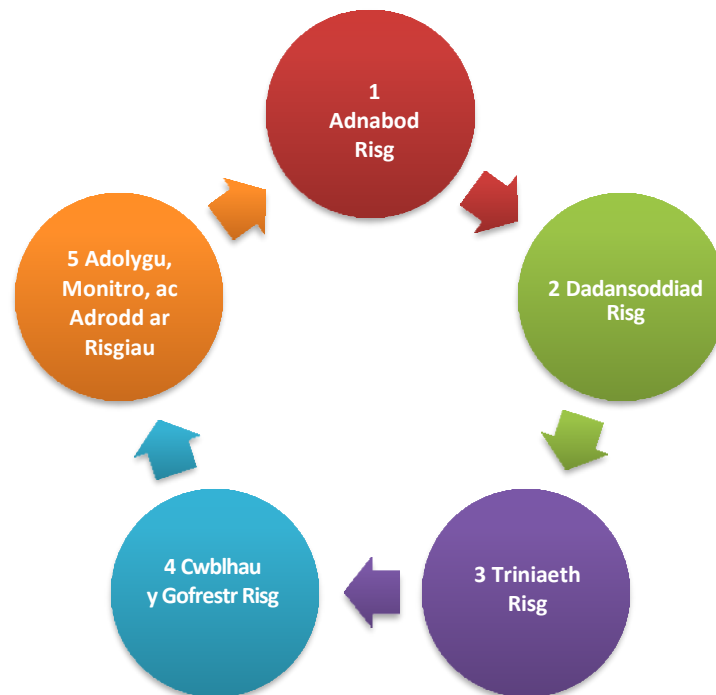 1
Adnabod
Risg
2 Dadansoddiad
Risg
3 Triniaeth
Risg
4 Cwblhau
y Gofrestr Risg
5 Adolygu,
Monitro, ac
Adrodd ar
Risgiau